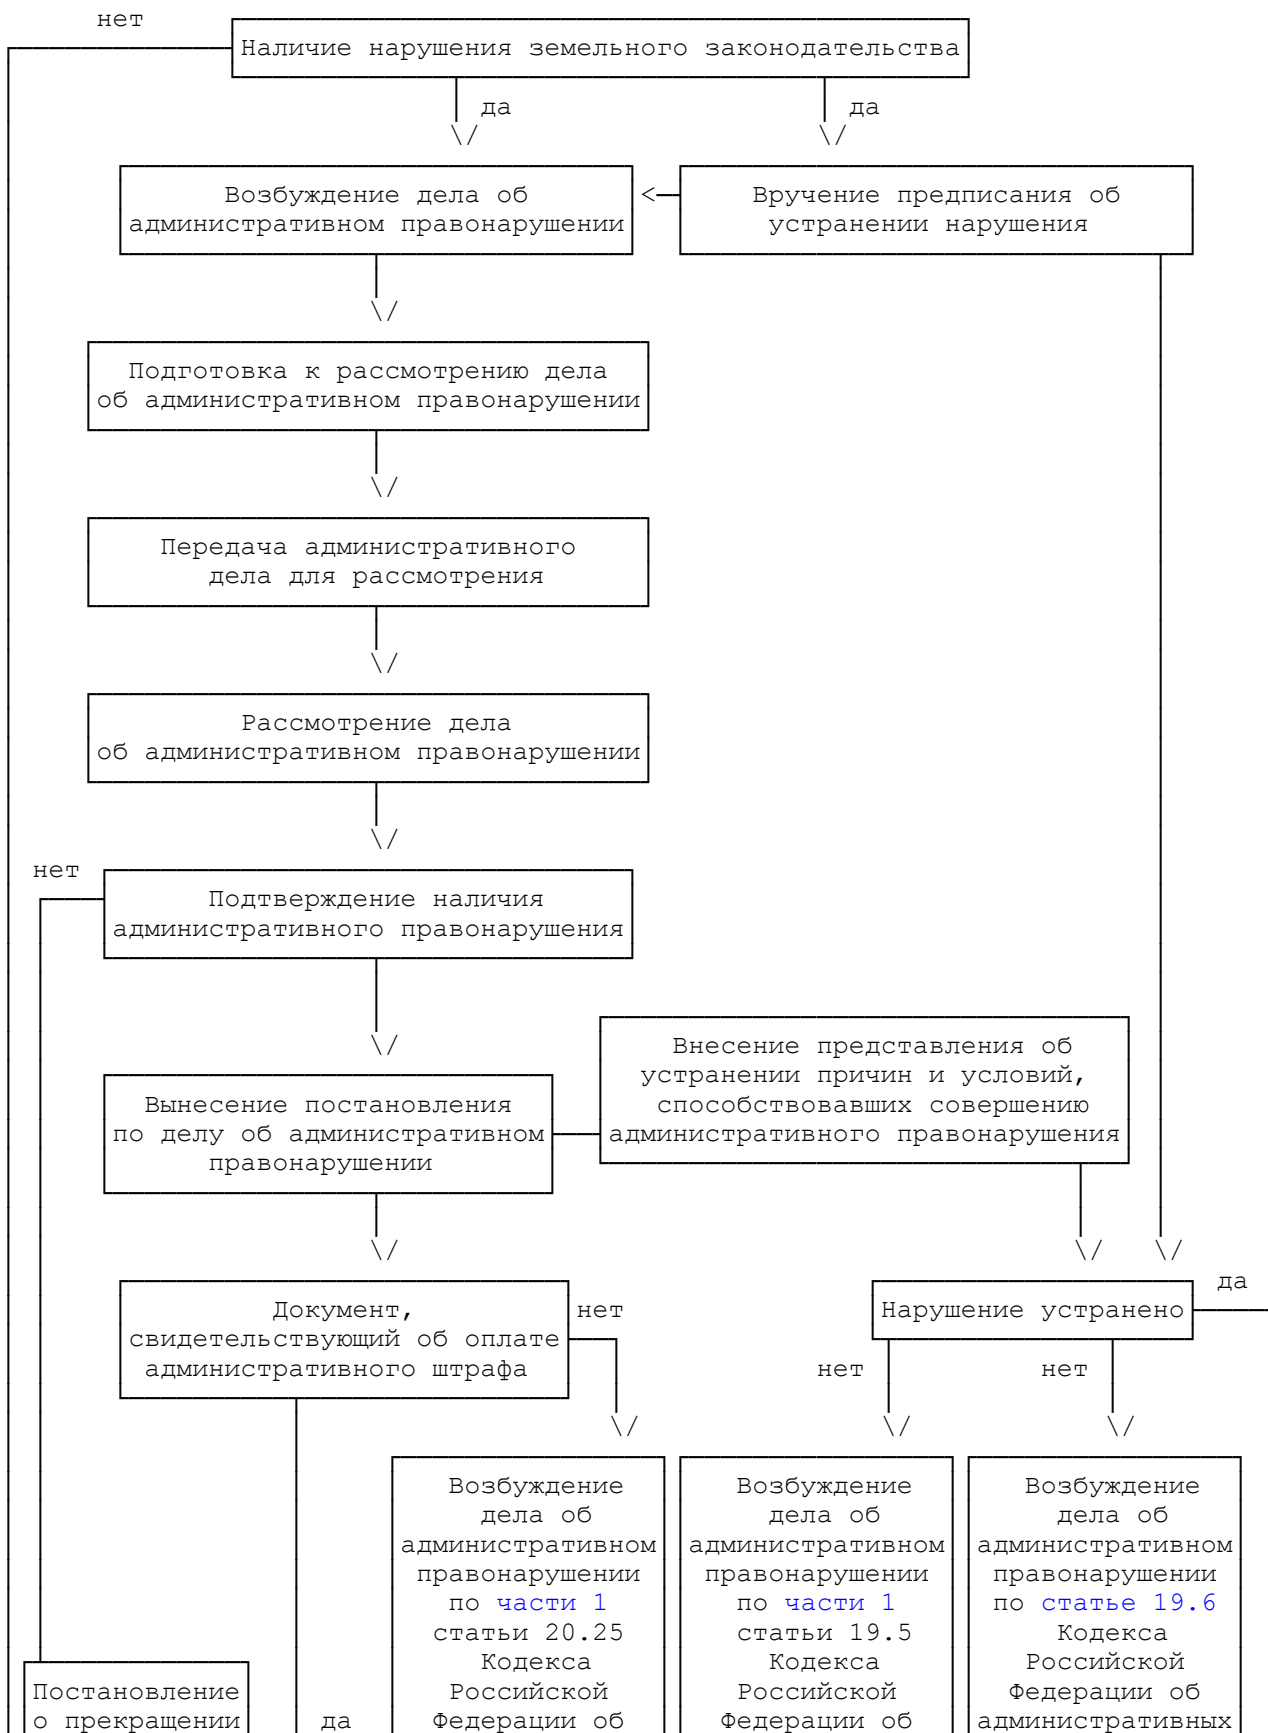 нет
Наличие нарушения земельного законодательства
да
да
Возбуждение дела об
административном правонарушении
Вручение предписания об
устранении нарушения
Подготовка к рассмотрению дела
об административном правонарушении
Передача административного
дела для рассмотрения
Рассмотрение дела
об административном правонарушении
нет
Подтверждение наличия
административного правонарушения
Внесение представления об
устранении причин и условий,
способствовавших совершению
административного правонарушения
Вынесение постановления
по делу об административном
правонарушении
Документ,
свидетельствующий об оплате
административного штрафа
нет
Нарушение устранено
да
нет
нет
Возбуждение
дела об
административном
правонарушении
по части 1
статьи 20.25
Кодекса
Российской
Федерации об
Возбуждение
дела об
административном
правонарушении
по части 1
статьи 19.5
Кодекса
Российской
Федерации об
Возбуждение
дела об
административном
правонарушении
по статье 19.6
Кодекса
Российской
Федерации об
административных
Постановление
о прекращении
да